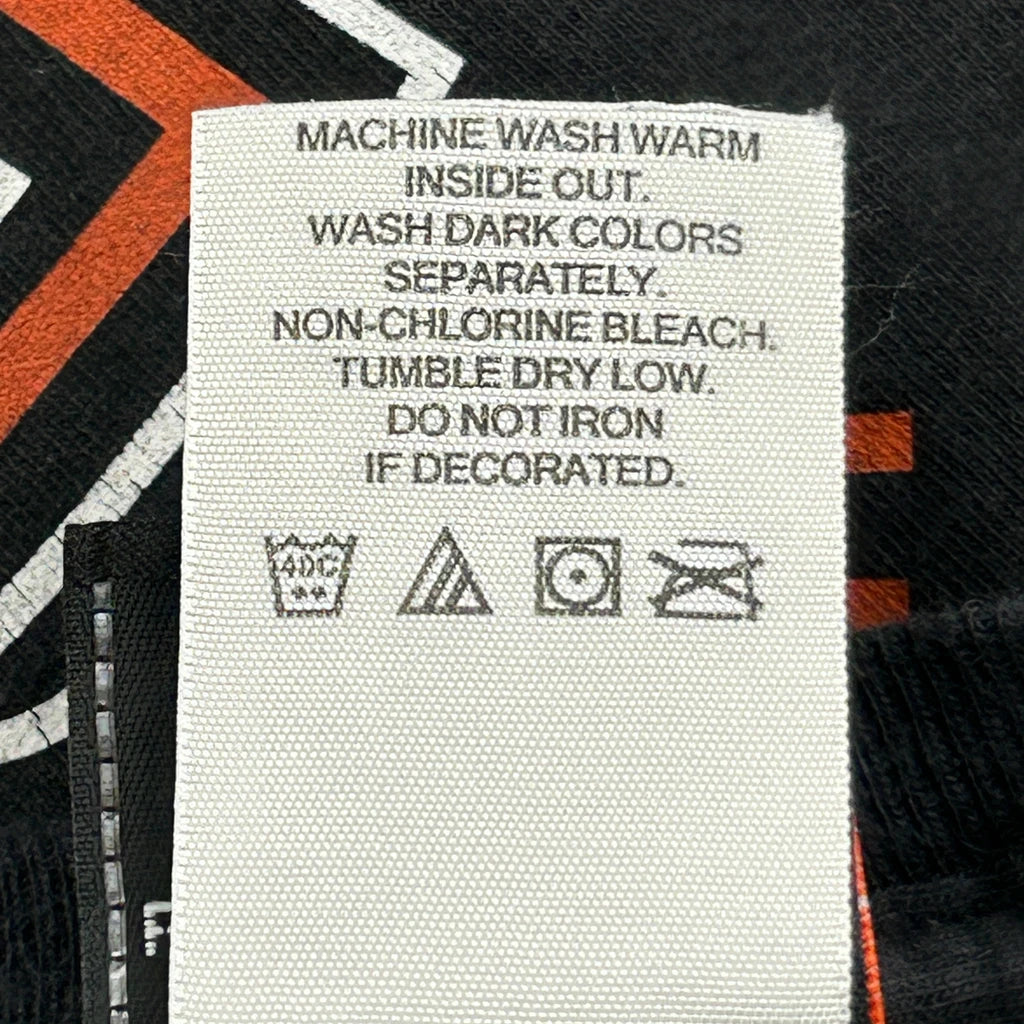 MACHINE WASH WARM
INSIDE OUT.
WASH DARK COLORS
SEPARATELY.
NON-CHLORINE BLEACH.
TUMBLE DRY LOW.
DO NOT IRON
IF DECORATED.
40C